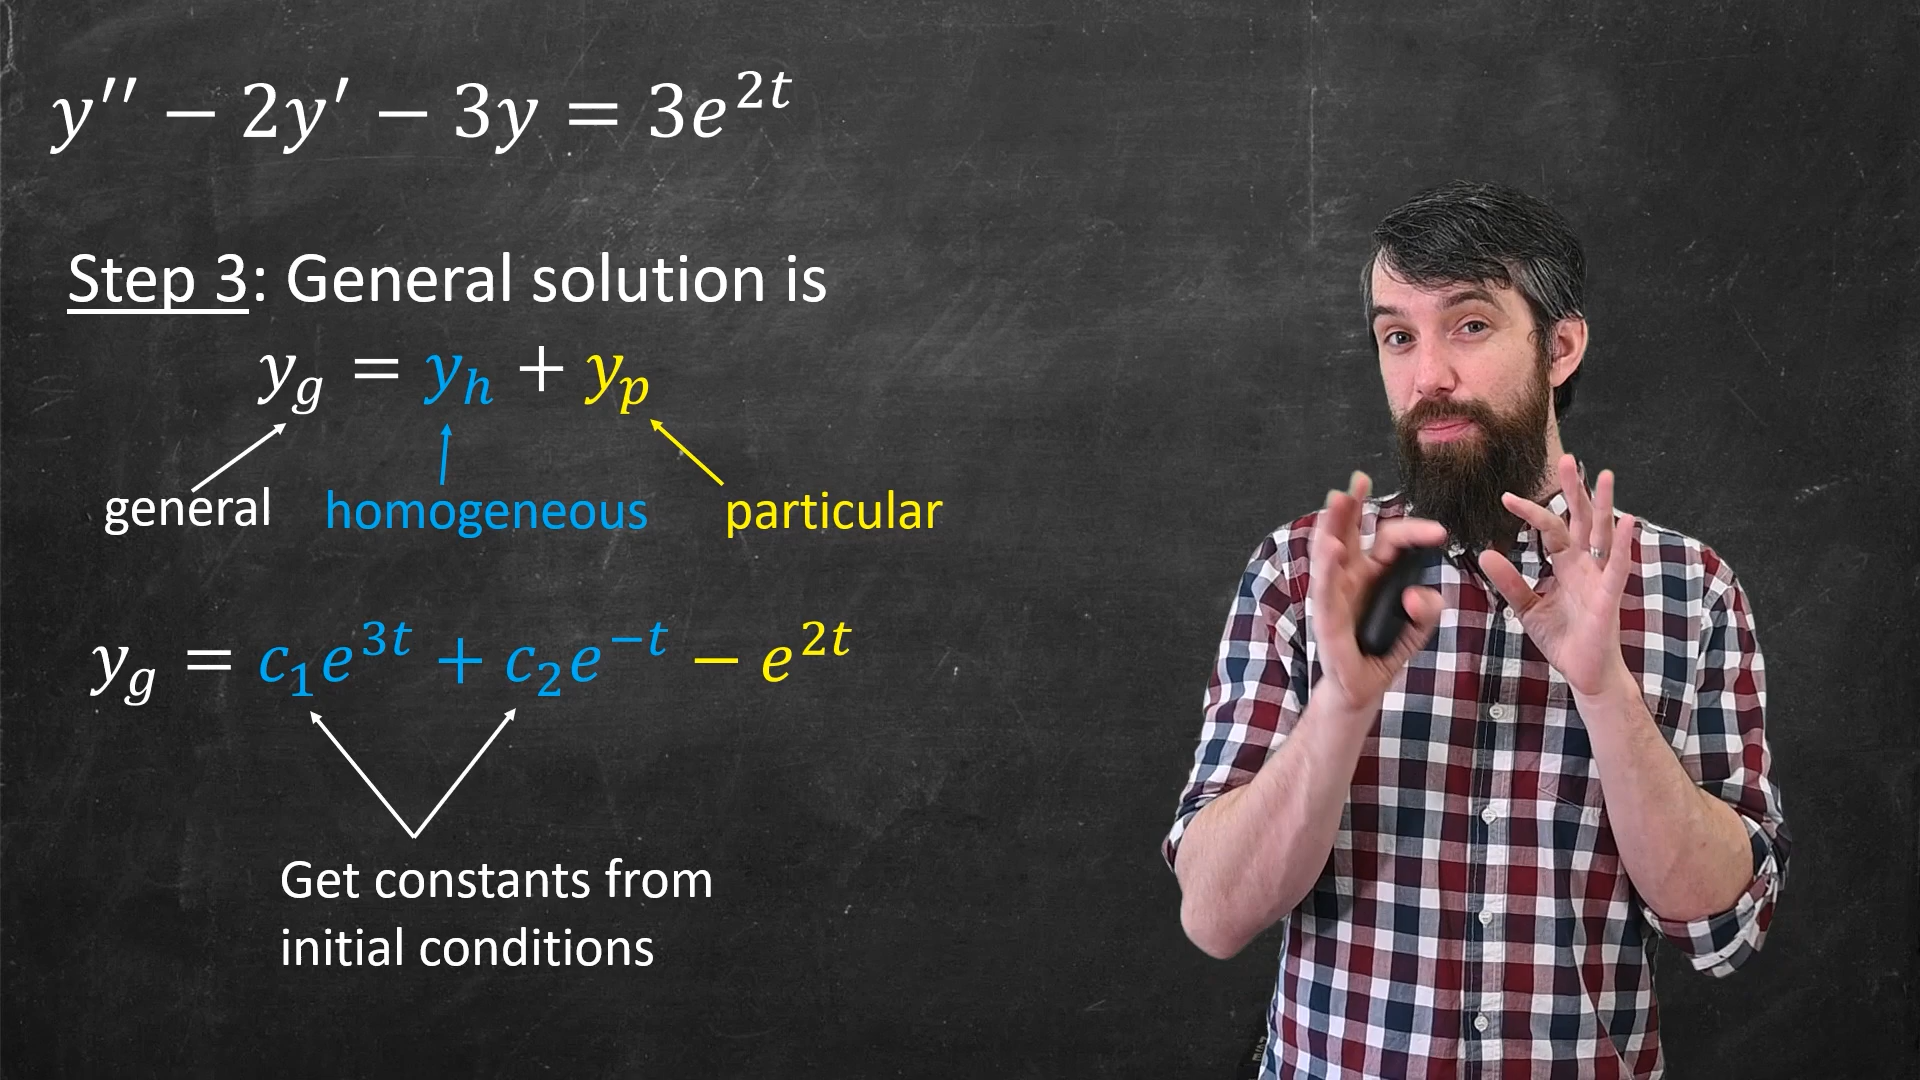 y'' − 2y' − 3y = 3e^{2t}
Step 3: General solution is
y_g = y_h + y_p
general homogeneous particular
y_g = c_1e^{3t} + c_2e^{−t} − e^{2t}
Get constants from
initial conditions